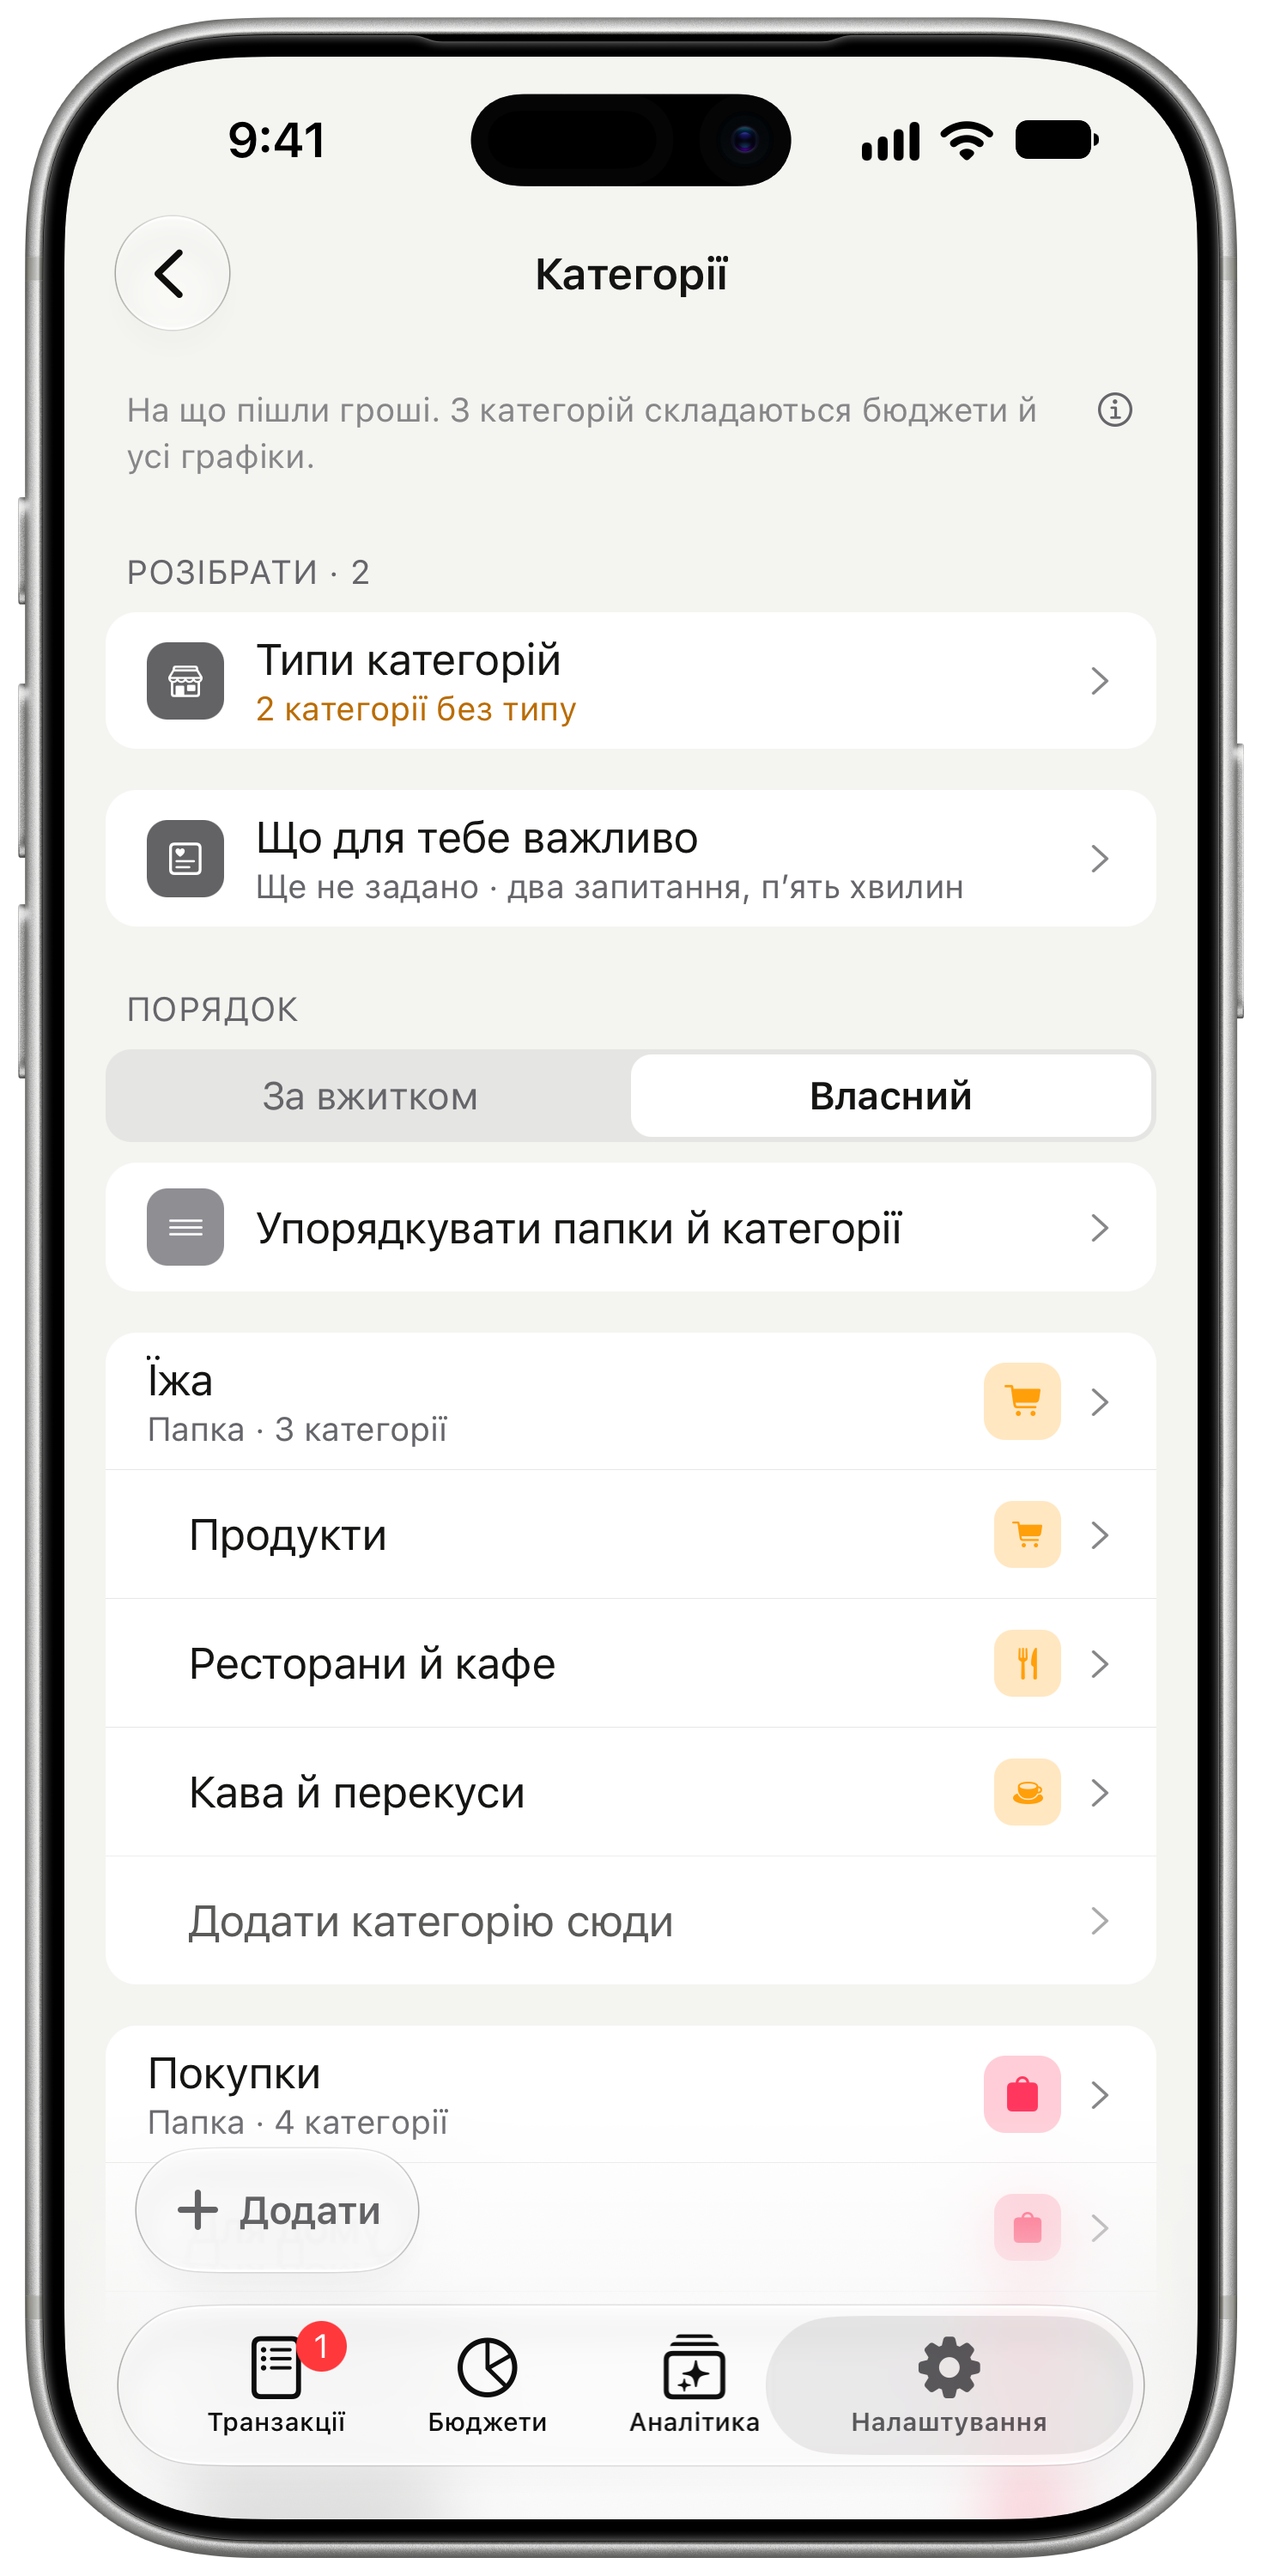 9:41
Категорії
На що пішли гроші. З категорій складаються бюджети й
усі графіки.
РОЗІБРАТИ · 2
Типи категорій
2 категорії без типу
Що для тебе важливо
Ще не задано · два запитання, п’ять хвилин
ПОРЯДОК
За вжитком
Власний
Упорядкувати папки й категорії
Їжа
Папка · 3 категорії
Продукти
Ресторани й кафе
Кава й перекуси
Додати категорію сюди
Покупки
Папка · 4 категорії
Додати
1
Транзакції
Бюджети
Аналітика
Налаштування